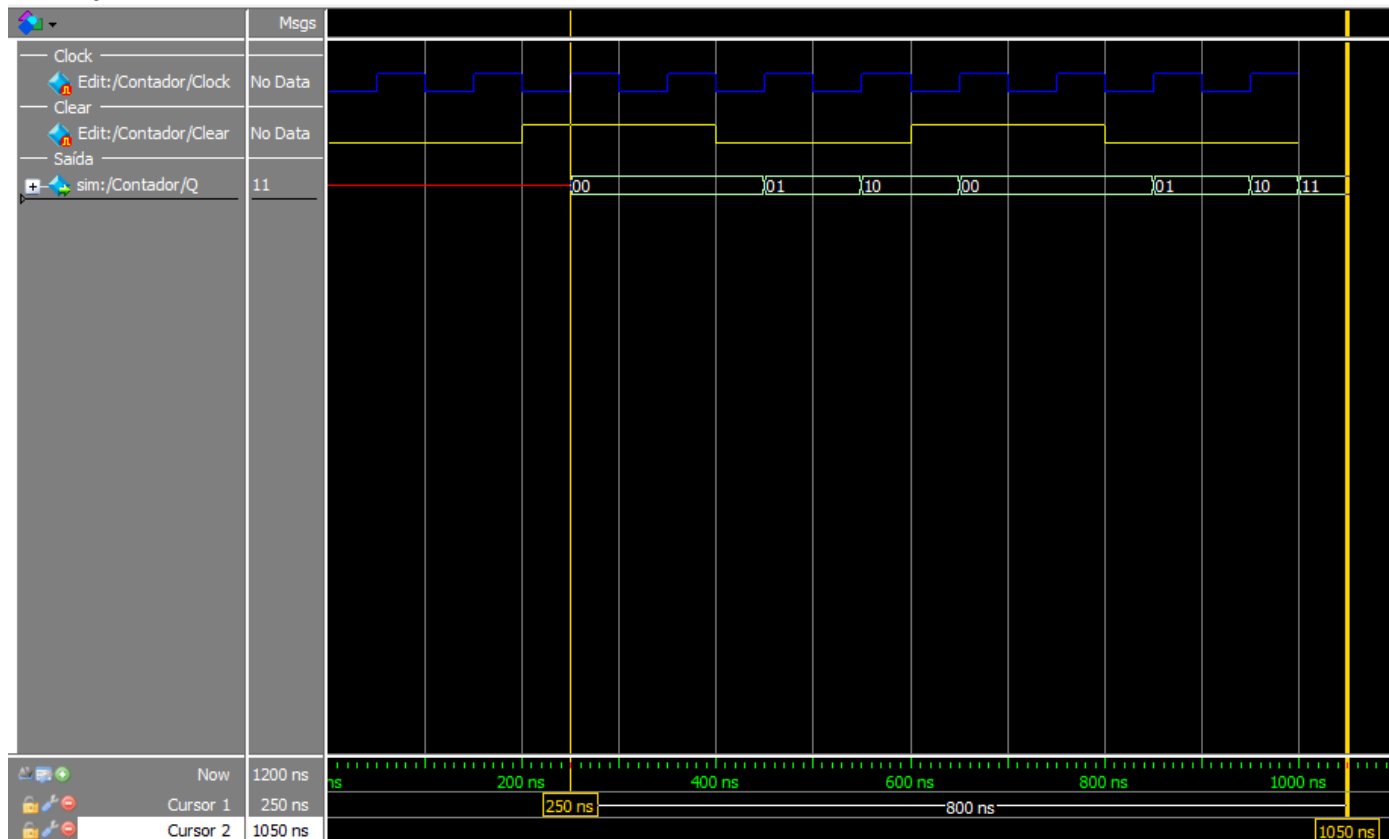 Msgs
Clock
Edit:/Contador/Clock No Data
Clear
Edit:/Contador/Clear No Data
Saída
sim:/Contador/Q 11 00 01 10 00 01 10 11
Now 1200 ns ns 200 ns 400 ns 600 ns 800 ns 1000 ns
Cursor 1 250 ns 250 ns 800 ns
Cursor 2 1050 ns 1050 ns